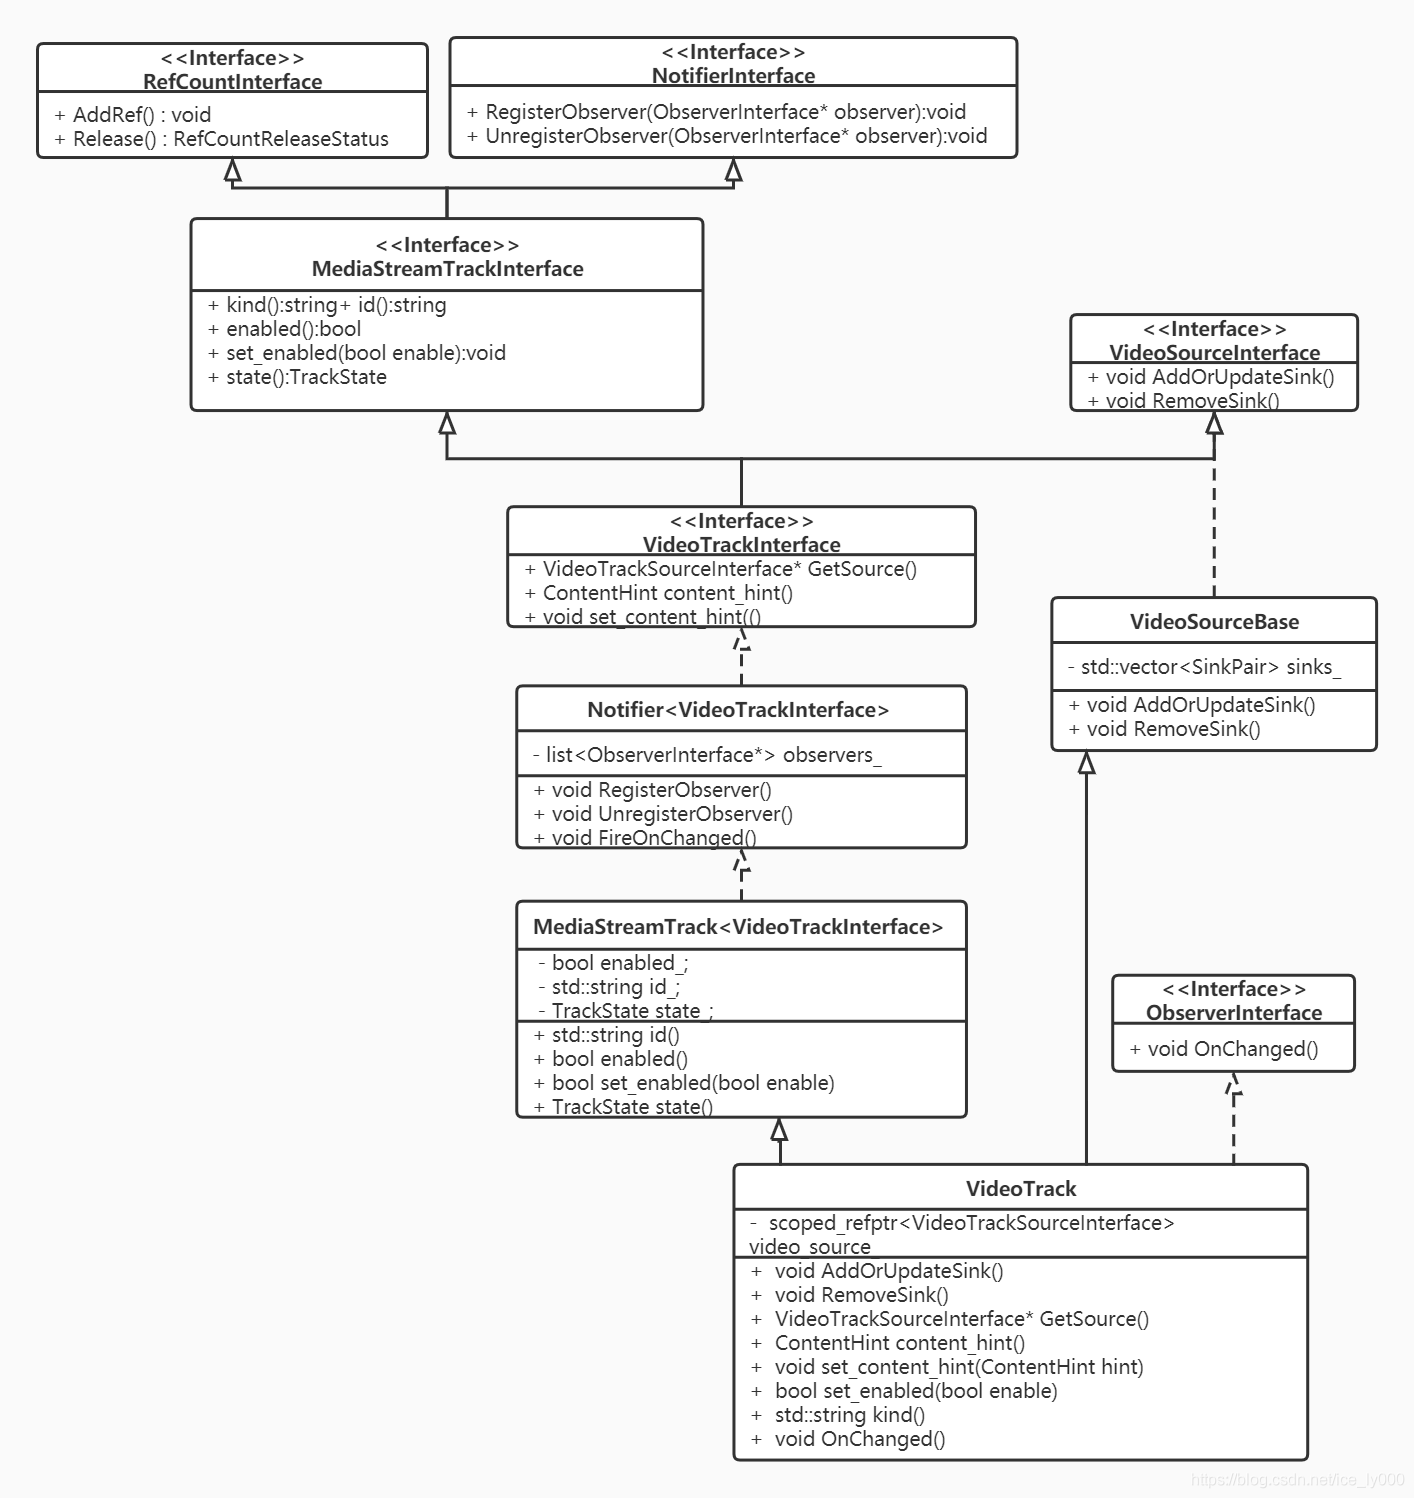 <<Interface>>
RefCountInterface
+ AddRef() : void
+ Release() : RefCountReleaseStatus
<<Interface>>
NotifierInterface
+ RegisterObserver(ObserverInterface* observer):void
+ UnregisterObserver(ObserverInterface* observer):void
<<Interface>>
MediaStreamTrackInterface
+ kind():string+ id():string
+ enabled():bool
+ set_enabled(bool enable):void
+ state():TrackState
<<Interface>>
VideoSourceInterface
+ void AddOrUpdateSink()
+ void RemoveSink()
<<Interface>>
VideoTrackInterface
+ VideoTrackSourceInterface* GetSource()
+ ContentHint content_hint()
+ void set_content_hint(()
VideoSourceBase
- std::vector<SinkPair> sinks_
+ void AddOrUpdateSink()
+ void RemoveSink()
Notifier<VideoTrackInterface>
- list<ObserverInterface*> observers_
+ void RegisterObserver()
+ void UnregisterObserver()
+ void FireOnChanged()
MediaStreamTrack<VideoTrackInterface>
- bool enabled_;
- std::string id_;
- TrackState state_;
+ std::string id()
+ bool enabled()
+ bool set_enabled(bool enable)
+ TrackState state()
<<Interface>>
ObserverInterface
+ void OnChanged()
VideoTrack
- scoped_refptr<VideoTrackSourceInterface>
video_source_
+ void AddOrUpdateSink()
+ void RemoveSink()
+ VideoTrackSourceInterface* GetSource()
+ ContentHint content_hint()
+ void set_content_hint(ContentHint hint)
+ bool set_enabled(bool enable)
+ std::string kind()
+ void OnChanged()
https://blog.csdn.net/ice_ly000